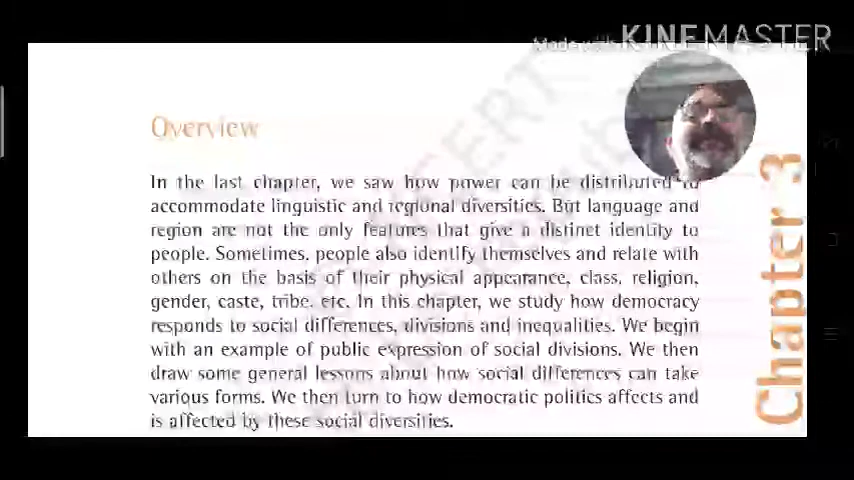 Made with KINEMASTER
Overview
In the last chapter, we saw how power can be distributed to
accommodate linguistic and regional diversities. But language and
region are not the only features that give a distinct identity to
people. Sometimes, people also identify themselves and relate with
others on the basis of their physical appearance, class, religion,
gender, caste, tribe, etc. In this chapter, we study how democracy
responds to social differences, divisions and inequalities. We begin
with an example of public expression of social divisions. We then
draw some general lessons about how social differences can take
various forms. We then turn to how democratic politics affects and
is affected by these social diversities.
Chapter 3